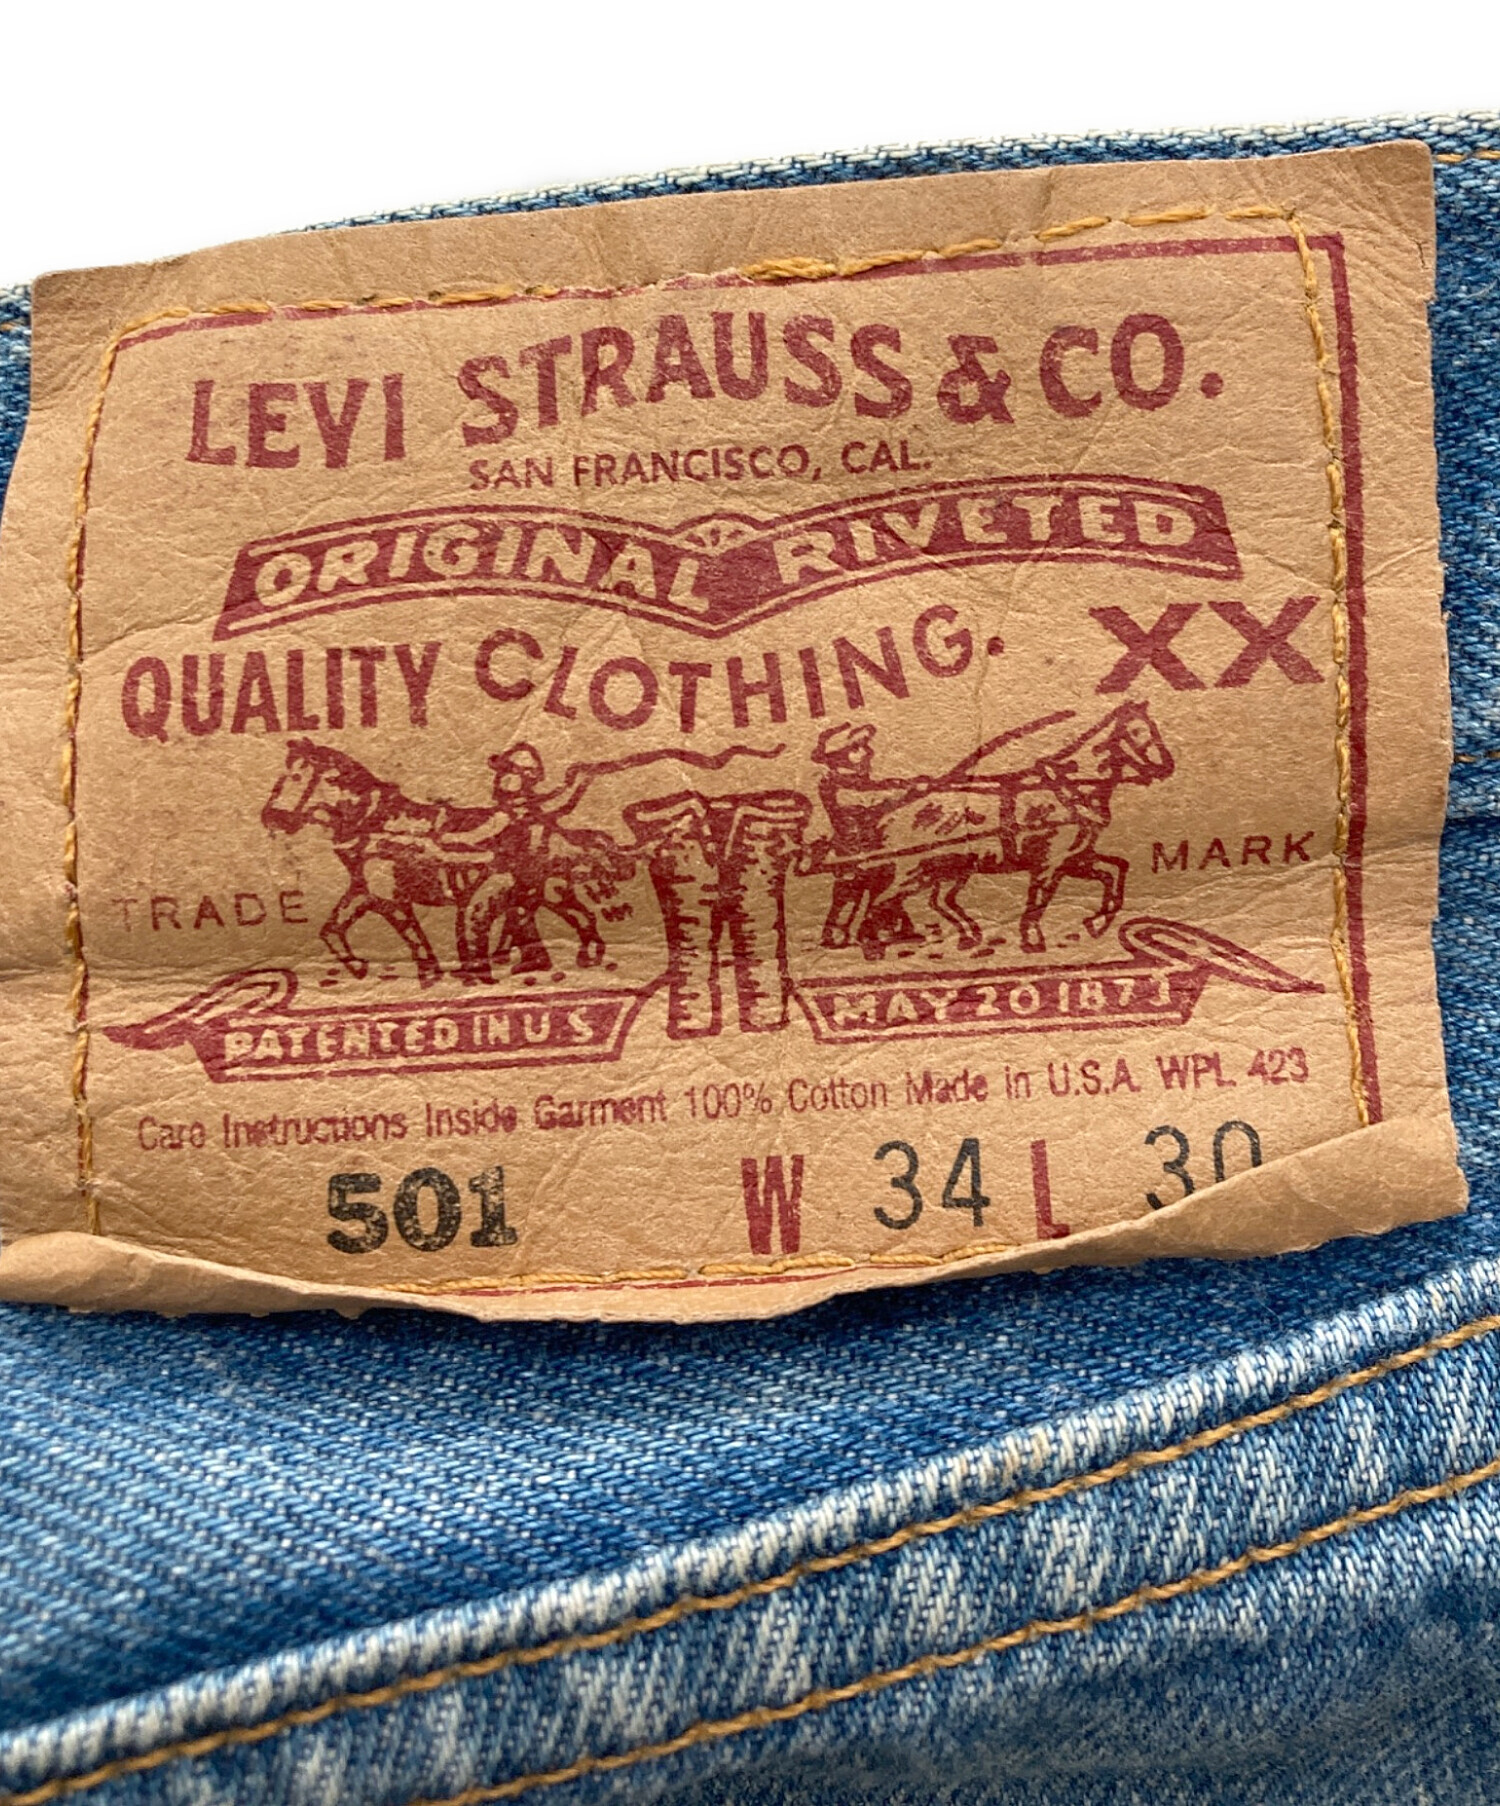 LEVI STRAUSS & CO.
SAN FRANCISCO, CAL.
ORIGINAL RIVETED
QUALITY CLOTHING. XX
TRADE MARK
PATENTED IN U S MAY 20 1873
Care Instructions Inside Garment 100% Cotton Made in U.S.A. WPL 423
501 W 34 L 30